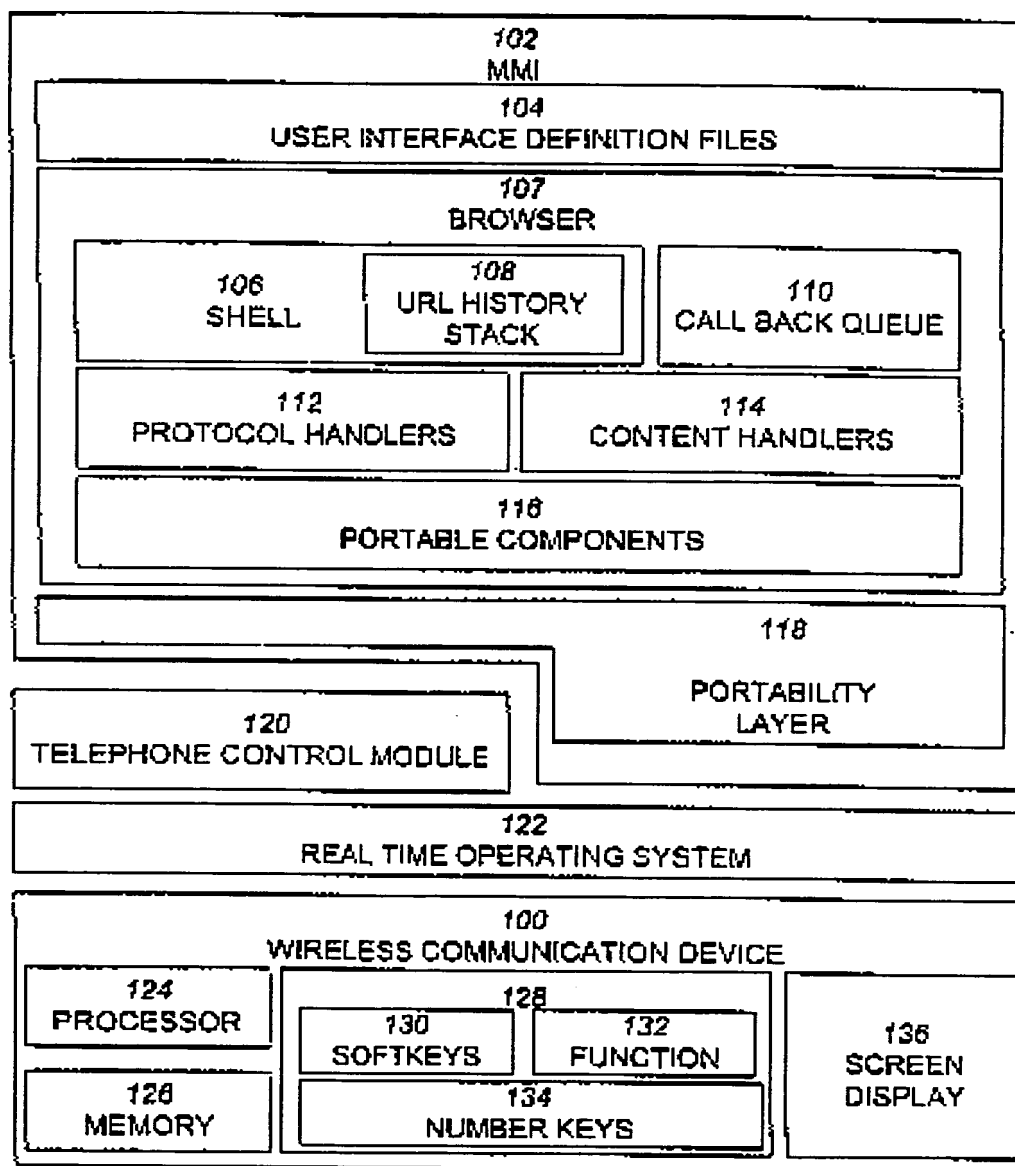 102
MMI
104
USER INTERFACE DEFINITION FILES
107
BROWSER
106
SHELL
108
URL HISTORY
STACK
110
CALL BACK QUEUE
112
PROTOCOL HANDLERS
114
CONTENT HANDLERS
116
PORTABLE COMPONENTS
118
PORTABILITY
LAYER
120
TELEPHONE CONTROL MODULE
122
REAL TIME OPERATING SYSTEM
100
WIRELESS COMMUNICATION DEVICE
124
PROCESSOR
126
MEMORY
128
130
SOFTKEYS
132
FUNCTION
134
NUMBER KEYS
136
SCREEN
DISPLAY